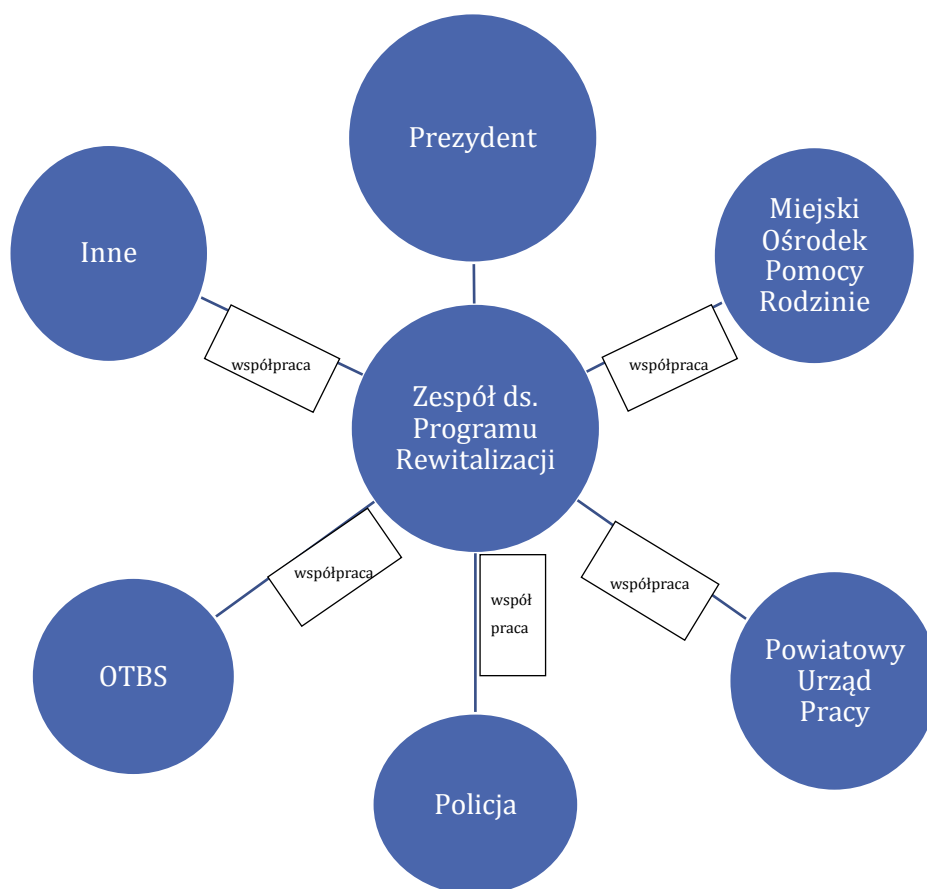 Prezydent
Inne
Miejski
Ośrodek
Pomocy
Rodzinie
współpraca
współpraca
Zespół ds.
Programu
Rewitalizacji
współpraca
współ
praca
współpraca
OTBS
Powiatowy
Urząd
Pracy
Policja